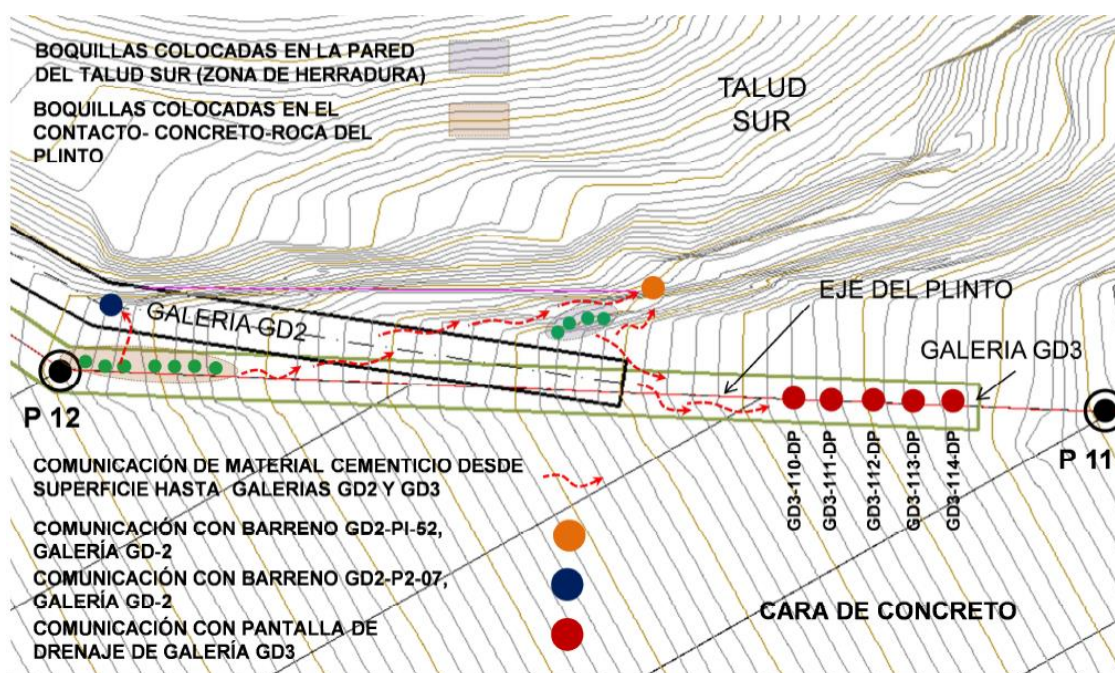 BOQUILLAS COLOCADAS EN LA PARED
DEL TALUD SUR (ZONA DE HERRADURA)
BOQUILLAS COLOCADAS EN EL
CONTACTO- CONCRETO-ROCA DEL
PLINTO
TALUD
SUR
EJE DEL PLINTO
GALERIA GD2
GALERIA GD3
P 12
P 11
GD3-110-DP
GD3-111-DP
GD3-112-DP
GD3-113-DP
GD3-114-DP
COMUNICACIÓN DE MATERIAL CEMENTICIO DESDE
SUPERFICIE HASTA GALERIAS GD2 Y GD3
COMUNICACIÓN CON BARRENO GD2-PI-52,
GALERÍA GD-2
COMUNICACIÓN CON BARRENO GD2-P2-07,
GALERÍA GD-2
COMUNICACIÓN CON PANTALLA DE
DRENAJE DE GALERÍA GD3
CARA DE CONCRETO